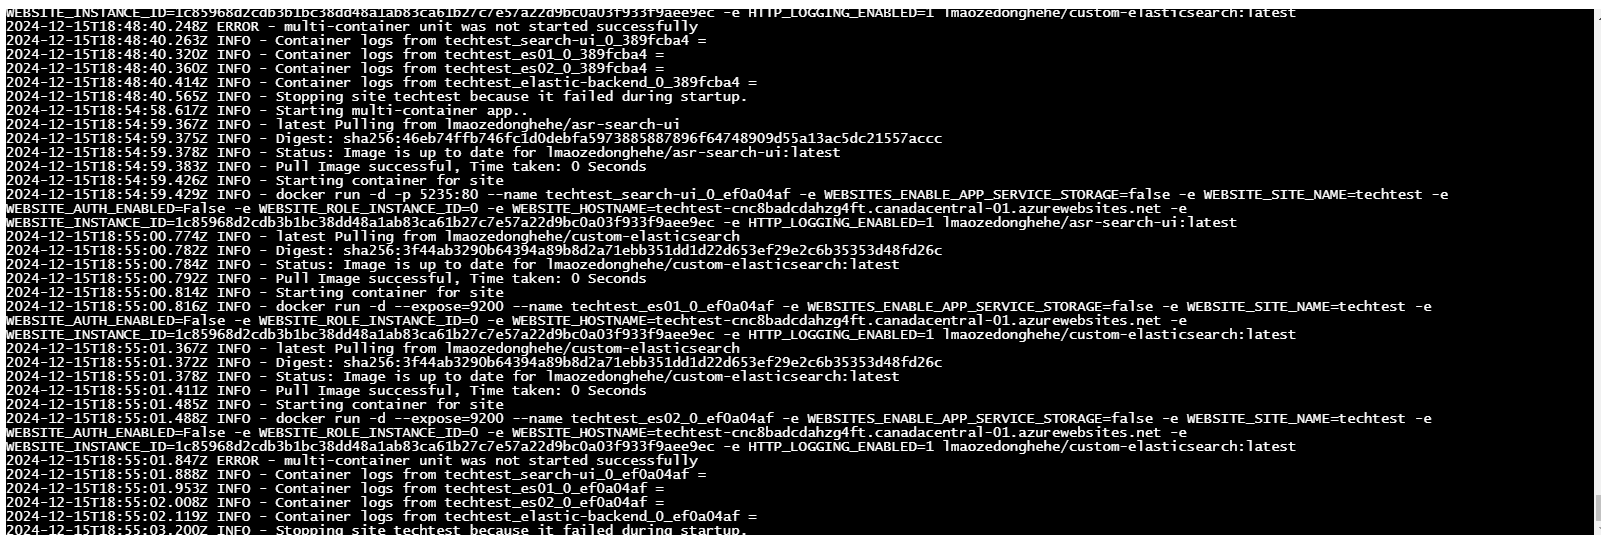 WEBSITE_INSTANCE_ID=1c85968d2cdb3b1bc38dd48a1ab83ca61b27c7e57a22d9bc0a03f933f9aee9ec -e HTTP_LOGGING_ENABLED=1 lmaozedonghehe/custom-elasticsearch:latest
2024-12-15T18:48:40.248Z ERROR - multi-container unit was not started successfully
2024-12-15T18:48:40.263Z INFO - Container logs from techtest_search-ui_0_389fcba4 =
2024-12-15T18:48:40.320Z INFO - Container logs from techtest_es01_0_389fcba4 =
2024-12-15T18:48:40.360Z INFO - Container logs from techtest_es02_0_389fcba4 =
2024-12-15T18:48:40.414Z INFO - Container logs from techtest_elastic-backend_0_389fcba4 =
2024-12-15T18:48:40.565Z INFO - Stopping site techtest because it failed during startup.
2024-12-15T18:54:58.617Z INFO - Starting multi-container app..
2024-12-15T18:54:59.367Z INFO - latest Pulling from lmaozedonghehe/asr-search-ui
2024-12-15T18:54:59.375Z INFO - Digest: sha256:46eb74ffb746fc1d0debfa5973885887896f64748909d55a13ac5dc21557accc
2024-12-15T18:54:59.378Z INFO - Status: Image is up to date for lmaozedonghehe/asr-search-ui:latest
2024-12-15T18:54:59.383Z INFO - Pull Image successful, Time taken: 0 Seconds
2024-12-15T18:54:59.426Z INFO - Starting container for site
2024-12-15T18:54:59.429Z INFO - docker run -d -p 5235:80 --name techtest_search-ui_0_ef0a04af -e WEBSITES_ENABLE_APP_SERVICE_STORAGE=false -e WEBSITE_SITE_NAME=techtest -e
WEBSITE_AUTH_ENABLED=False -e WEBSITE_ROLE_INSTANCE_ID=0 -e WEBSITE_HOSTNAME=techtest-cnc8badcdahzg4ft.canadacentral-01.azurewebsites.net -e
WEBSITE_INSTANCE_ID=1c85968d2cdb3b1bc38dd48a1ab83ca61b27c7e57a22d9bc0a03f933f9aee9ec -e HTTP_LOGGING_ENABLED=1 lmaozedonghehe/asr-search-ui:latest
2024-12-15T18:55:00.774Z INFO - latest Pulling from lmaozedonghehe/custom-elasticsearch
2024-12-15T18:55:00.782Z INFO - Digest: sha256:3f44ab3290b64394a89b8d2a71ebb351dd1d22d653ef29e2c6b35353d48fd26c
2024-12-15T18:55:00.784Z INFO - Status: Image is up to date for lmaozedonghehe/custom-elasticsearch:latest
2024-12-15T18:55:00.792Z INFO - Pull Image successful, Time taken: 0 Seconds
2024-12-15T18:55:00.814Z INFO - Starting container for site
2024-12-15T18:55:00.816Z INFO - docker run -d --expose=9200 --name techtest_es01_0_ef0a04af -e WEBSITES_ENABLE_APP_SERVICE_STORAGE=false -e WEBSITE_SITE_NAME=techtest -e
WEBSITE_AUTH_ENABLED=False -e WEBSITE_ROLE_INSTANCE_ID=0 -e WEBSITE_HOSTNAME=techtest-cnc8badcdahzg4ft.canadacentral-01.azurewebsites.net -e
WEBSITE_INSTANCE_ID=1c85968d2cdb3b1bc38dd48a1ab83ca61b27c7e57a22d9bc0a03f933f9aee9ec -e HTTP_LOGGING_ENABLED=1 lmaozedonghehe/custom-elasticsearch:latest
2024-12-15T18:55:01.367Z INFO - latest Pulling from lmaozedonghehe/custom-elasticsearch
2024-12-15T18:55:01.372Z INFO - Digest: sha256:3f44ab3290b64394a89b8d2a71ebb351dd1d22d653ef29e2c6b35353d48fd26c
2024-12-15T18:55:01.378Z INFO - Status: Image is up to date for lmaozedonghehe/custom-elasticsearch:latest
2024-12-15T18:55:01.411Z INFO - Pull Image successful, Time taken: 0 Seconds
2024-12-15T18:55:01.485Z INFO - Starting container for site
2024-12-15T18:55:01.488Z INFO - docker run -d --expose=9200 --name techtest_es02_0_ef0a04af -e WEBSITES_ENABLE_APP_SERVICE_STORAGE=false -e WEBSITE_SITE_NAME=techtest -e
WEBSITE_AUTH_ENABLED=False -e WEBSITE_ROLE_INSTANCE_ID=0 -e WEBSITE_HOSTNAME=techtest-cnc8badcdahzg4ft.canadacentral-01.azurewebsites.net -e
WEBSITE_INSTANCE_ID=1c85968d2cdb3b1bc38dd48a1ab83ca61b27c7e57a22d9bc0a03f933f9aee9ec -e HTTP_LOGGING_ENABLED=1 lmaozedonghehe/custom-elasticsearch:latest
2024-12-15T18:55:01.847Z ERROR - multi-container unit was not started successfully
2024-12-15T18:55:01.888Z INFO - Container logs from techtest_search-ui_0_ef0a04af =
2024-12-15T18:55:01.953Z INFO - Container logs from techtest_es01_0_ef0a04af =
2024-12-15T18:55:02.008Z INFO - Container logs from techtest_es02_0_ef0a04af =
2024-12-15T18:55:02.119Z INFO - Container logs from techtest_elastic-backend_0_ef0a04af =
2024-12-15T18:55:03.200Z INFO - Stopping site techtest because it failed during startup.